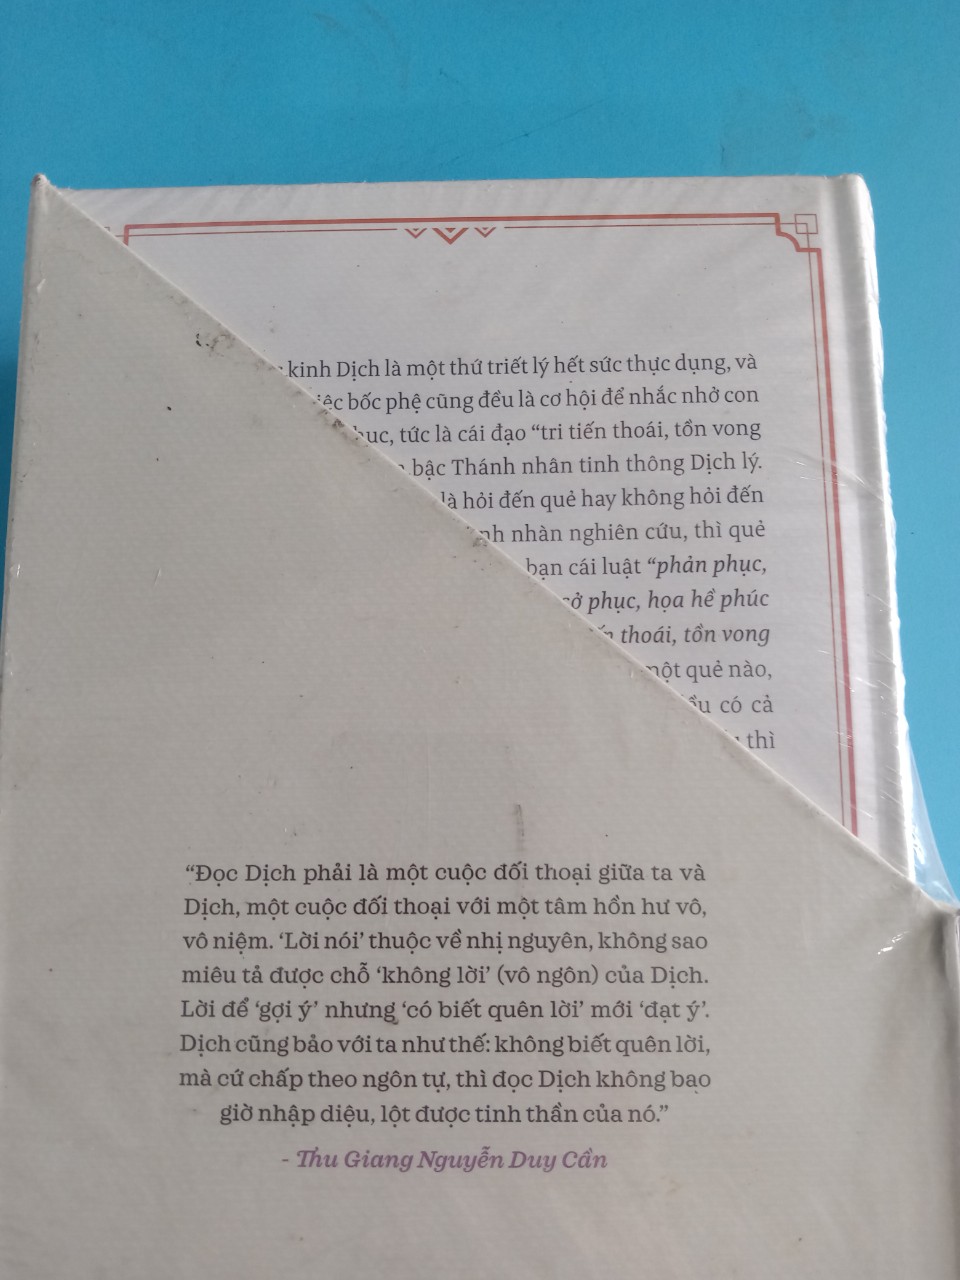 kinh Dịch là một thứ triết lý hết sức thực dụng, và
bốc phệ cũng đều là cơ hội để nhắc nhở con
tức là cái đạo “tri tiến thoái, tồn vong
bậc Thánh nhân tinh thông Dịch lý.
là hỏi đến quẻ hay không hỏi đến
nhàn nghiên cứu, thì quẻ
bạn cái luật “phản phục,
phục, họa hề phúc
thoái, tồn vong
một quẻ nào,
có cả
thì
“Đọc Dịch phải là một cuộc đối thoại giữa ta và
Dịch, một cuộc đối thoại với một tâm hồn hư vô,
vô niệm. ‘Lời nói’ thuộc về nhị nguyên, không sao
miêu tả được chỗ ‘không lời’ (vô ngôn) của Dịch.
Lời để ‘gợi ý’ nhưng ‘có biết quên lời’ mới ‘đạt ý’.
Dịch cũng bảo với ta như thế: không biết quên lời,
mà cứ chấp theo ngôn tự, thì đọc Dịch không bao
giờ nhập diệu, lột được tinh thần của nó.”
- Thu Giang Nguyễn Duy Cần